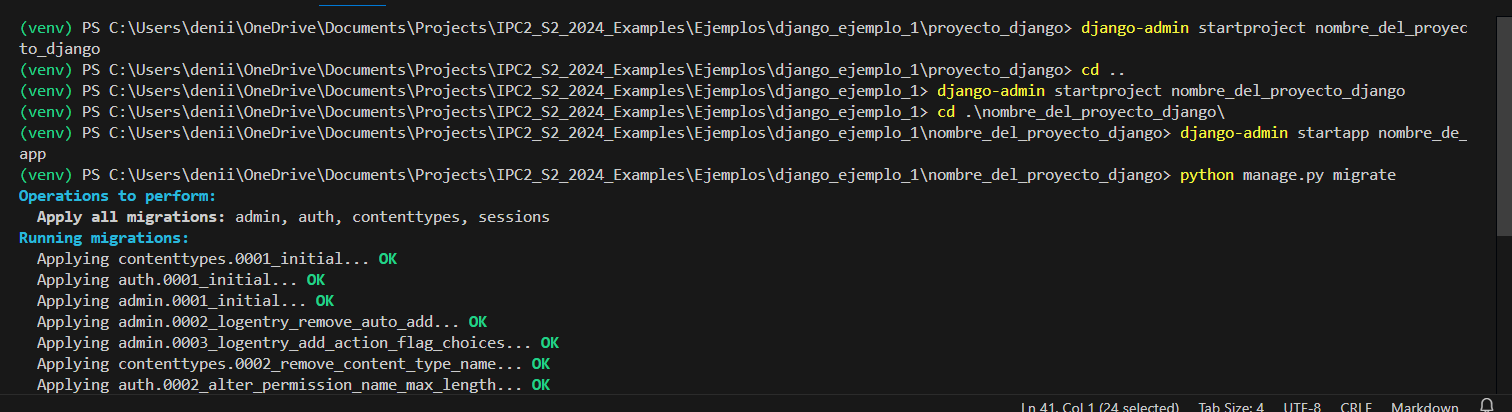 (venv) PS C:\Users\denii\OneDrive\Documents\Projects\IPC2_S2_2024_Examples\Ejemplos\django_ejemplo_1\proyecto_django> django-admin startproject nombre_del_proyec
to_django
(venv) PS C:\Users\denii\OneDrive\Documents\Projects\IPC2_S2_2024_Examples\Ejemplos\django_ejemplo_1\proyecto_django> cd ..
(venv) PS C:\Users\denii\OneDrive\Documents\Projects\IPC2_S2_2024_Examples\Ejemplos\django_ejemplo_1> django-admin startproject nombre_del_proyecto_django
(venv) PS C:\Users\denii\OneDrive\Documents\Projects\IPC2_S2_2024_Examples\Ejemplos\django_ejemplo_1> cd .\nombre_del_proyecto_django\
(venv) PS C:\Users\denii\OneDrive\Documents\Projects\IPC2_S2_2024_Examples\Ejemplos\django_ejemplo_1\nombre_del_proyecto_django> django-admin startapp nombre_de_
app
(venv) PS C:\Users\denii\OneDrive\Documents\Projects\IPC2_S2_2024_Examples\Ejemplos\django_ejemplo_1\nombre_del_proyecto_django> python manage.py migrate
Operations to perform:
  Apply all migrations: admin, auth, contenttypes, sessions
Running migrations:
  Applying contenttypes.0001_initial... OK
  Applying auth.0001_initial... OK
  Applying admin.0001_initial... OK
  Applying admin.0002_logentry_remove_auto_add... OK
  Applying admin.0003_logentry_add_action_flag_choices... OK
  Applying contenttypes.0002_remove_content_type_name... OK
  Applying auth.0002_alter_permission_name_max_length... OK
Ln 41, Col 1 (24 selected) Tab Size: 4 UTF-8 CRLF Markdown